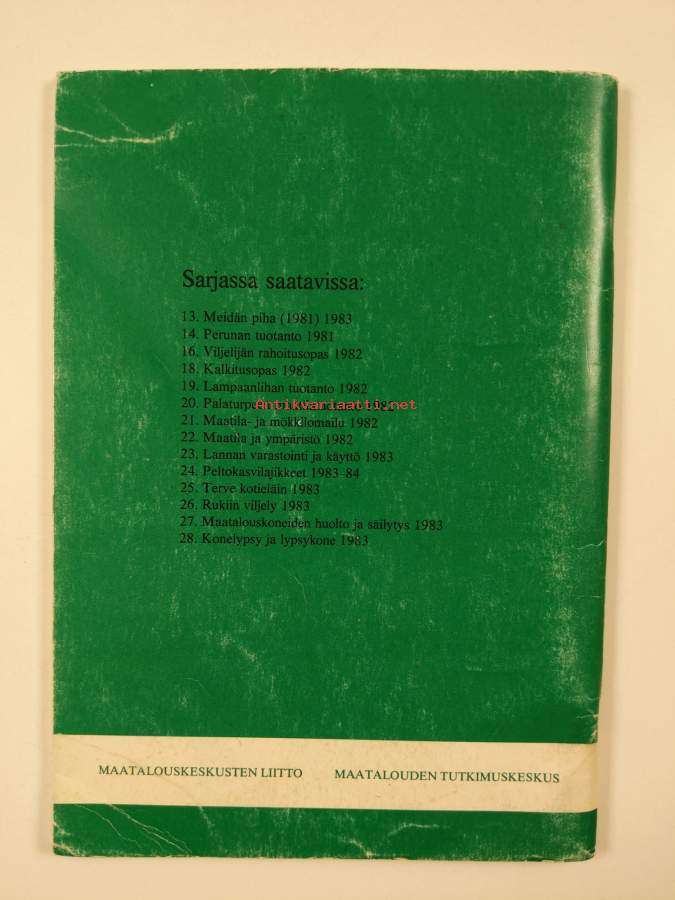 Sarjassa saatavissa:
13. Meidän piha (1981) 1983
14. Perunan tuotanto 1981
16. Viljelijän rahoitusopas 1982
18. Kalkitusopas 1982
19. Lampaanlihan tuotanto 1982
20. 1982
Antikvariaatti.net
21. Maatila- ja mökkilomailu 1982
22. Maatila ja ympäristö 1982
23. Lannan varastointi ja käyttö 1983
24. Peltokasvilajikkeet 1983–84
25. Terve kotieläin 1983
26. Rukiin viljely 1983
27. Maatalouskoneiden huolto ja säilytys 1983
28. Konelypsy ja lypsykone 1983
MAATALOUSKESKUSTEN LIITTO MAATALOUDEN TUTKIMUSKESKUS